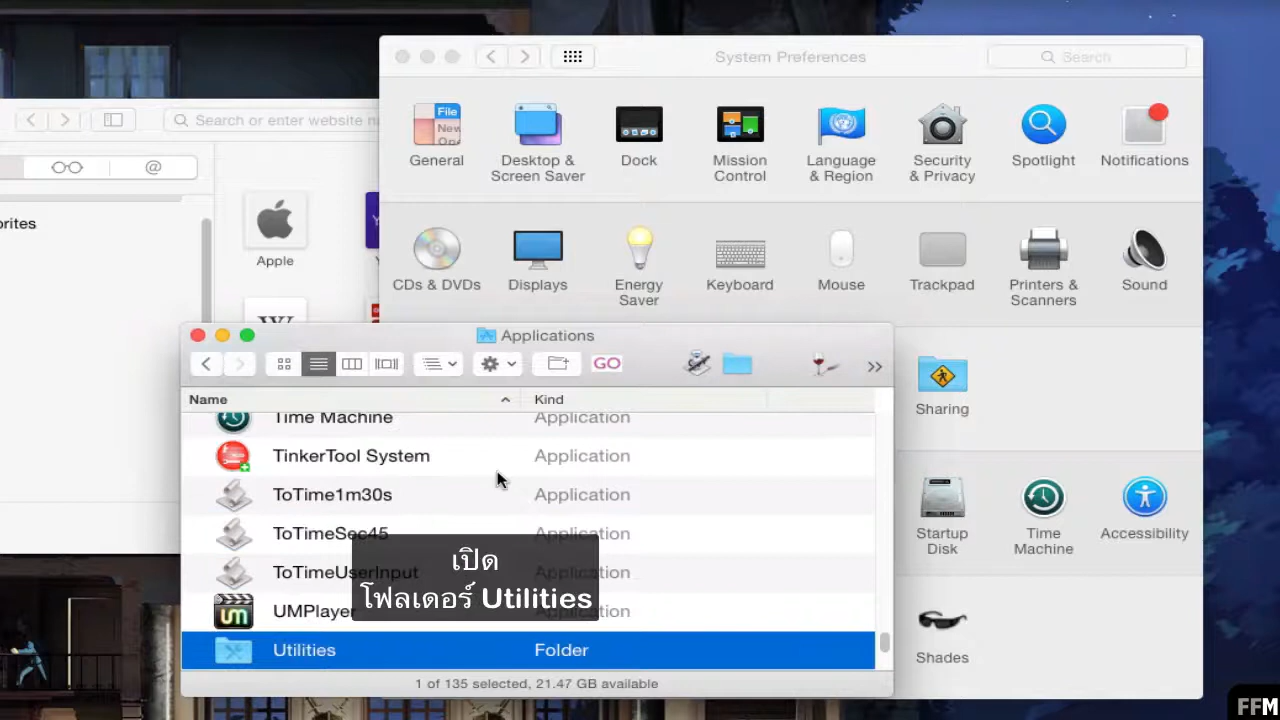 System Preferences
Search
File
New
General
Desktop &
Screen Saver
Dock
Mission
Control
Language
& Region
Security
& Privacy
Spotlight
Notifications
CDs & DVDs
Displays
Energy
Saver
Keyboard
Mouse
Trackpad
Printers &
Scanners
Sound
Sharing
Startup
Disk
Time
Machine
Accessibility
Shades
Search or enter website
@
orites
Apple
Applications
GO
Name
Kind
Time Machine
Application
TinkerTool System
Application
ToTime1m30s
Application
ToTimeSec45
Application
ToTimeUserInput
Application
UMPlayer
Application
um
Utilities
Folder
1 of 135 selected, 21.47 GB available
เปิด
โฟลเดอร์ Utilities
FFM